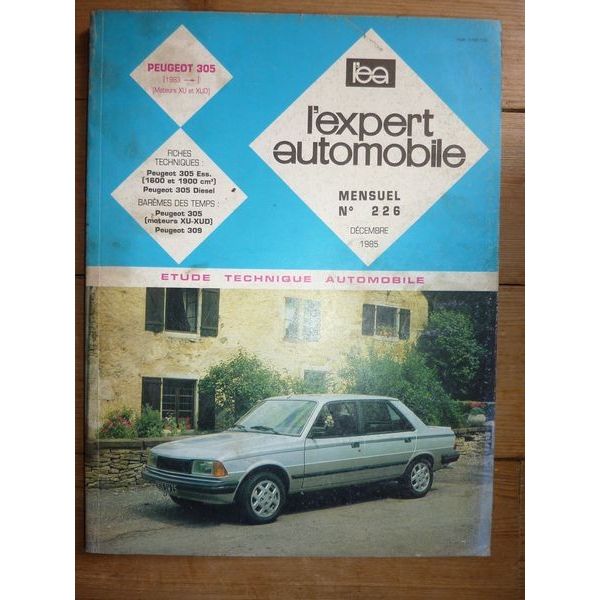 PEUGEOT 305
(1983 → )
(Moteurs XU et XUD)
l'ea
l'expert
automobile
MENSUEL
N° 226
DÉCEMBRE
1985
FICHES
TECHNIQUES :
Peugeot 305 Ess.
(1600 et 1900 cm³)
Peugeot 305 Diesel
BARÈMES DES TEMPS :
Peugeot 305
(moteurs XU-XUD)
Peugeot 309
ETUDE TECHNIQUE AUTOMOBILE